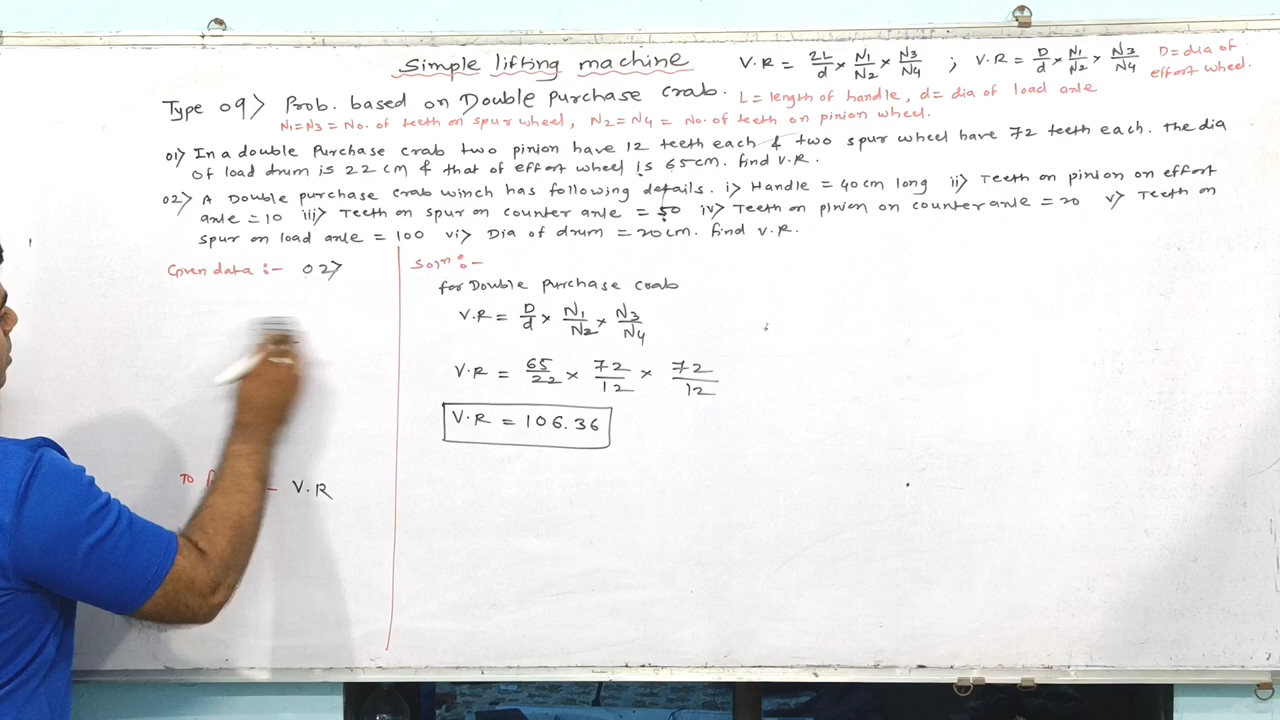 Simple lifting machine V.R = 2L/d × N1/N2 × N3/N4 ; V.R = D/d × N1/N2 × N3/N4 D = dia of effort wheel.
Type 09> Prob. based on Double purchase crab. L = length of handle, d = dia of load axle
N1=N3 = No. of teeth on spur wheel, N2 = N4 = No. of teeth on pinion wheel.
01> In a double Purchase crab two pinion have 12 teeth each & two spur wheel have 72 teeth each. The dia
of load drum is 22 cm & that of effort wheel is 65cm. find V.R.
02> A Double purchase crab winch has following details. i> Handle = 40cm long ii> Teeth on pinion on effort
axle = 10 iii> Teeth on spur on counter axle = 50 iv> Teeth on pinion on counter axle = 20 v> Teeth on
spur on load axle = 100 vi> Dia of drum = 20cm. find V.R.
Given data :- 02>
To - V.R
Soln :-
for Double purchase crab
V.R = D/d × N1/N2 × N3/N4
V.R = 65/22 × 72/12 × 72/12
V.R = 106.36